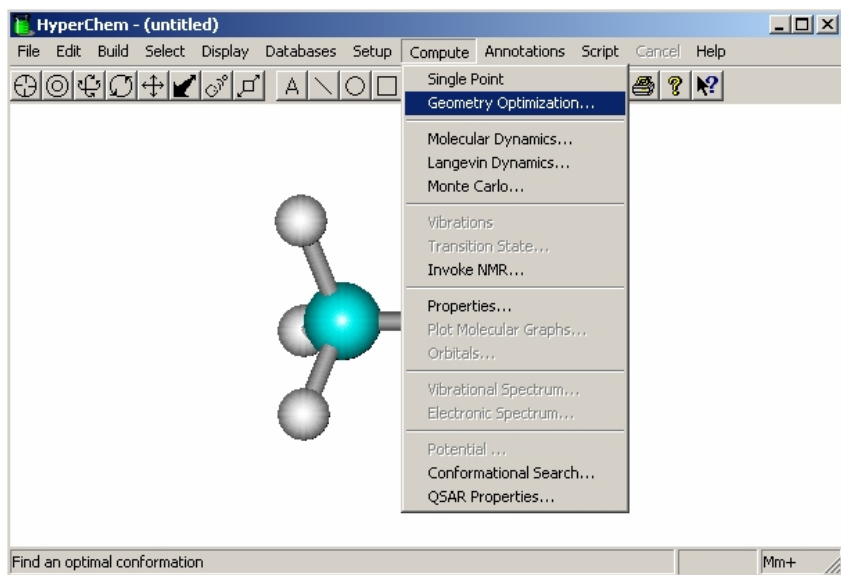 HyperChem - (untitled)
File Edit Build Select Display Databases Setup Compute Annotations Script Cancel Help
A
Single Point
Geometry Optimization...
Molecular Dynamics...
Langevin Dynamics...
Monte Carlo...
Vibrations
Transition State...
Invoke NMR...
Properties...
Plot Molecular Graphs...
Orbitals...
Vibrational Spectrum...
Electronic Spectrum...
Potential ...
Conformational Search...
QSAR Properties...
Find an optimal conformation Mm+